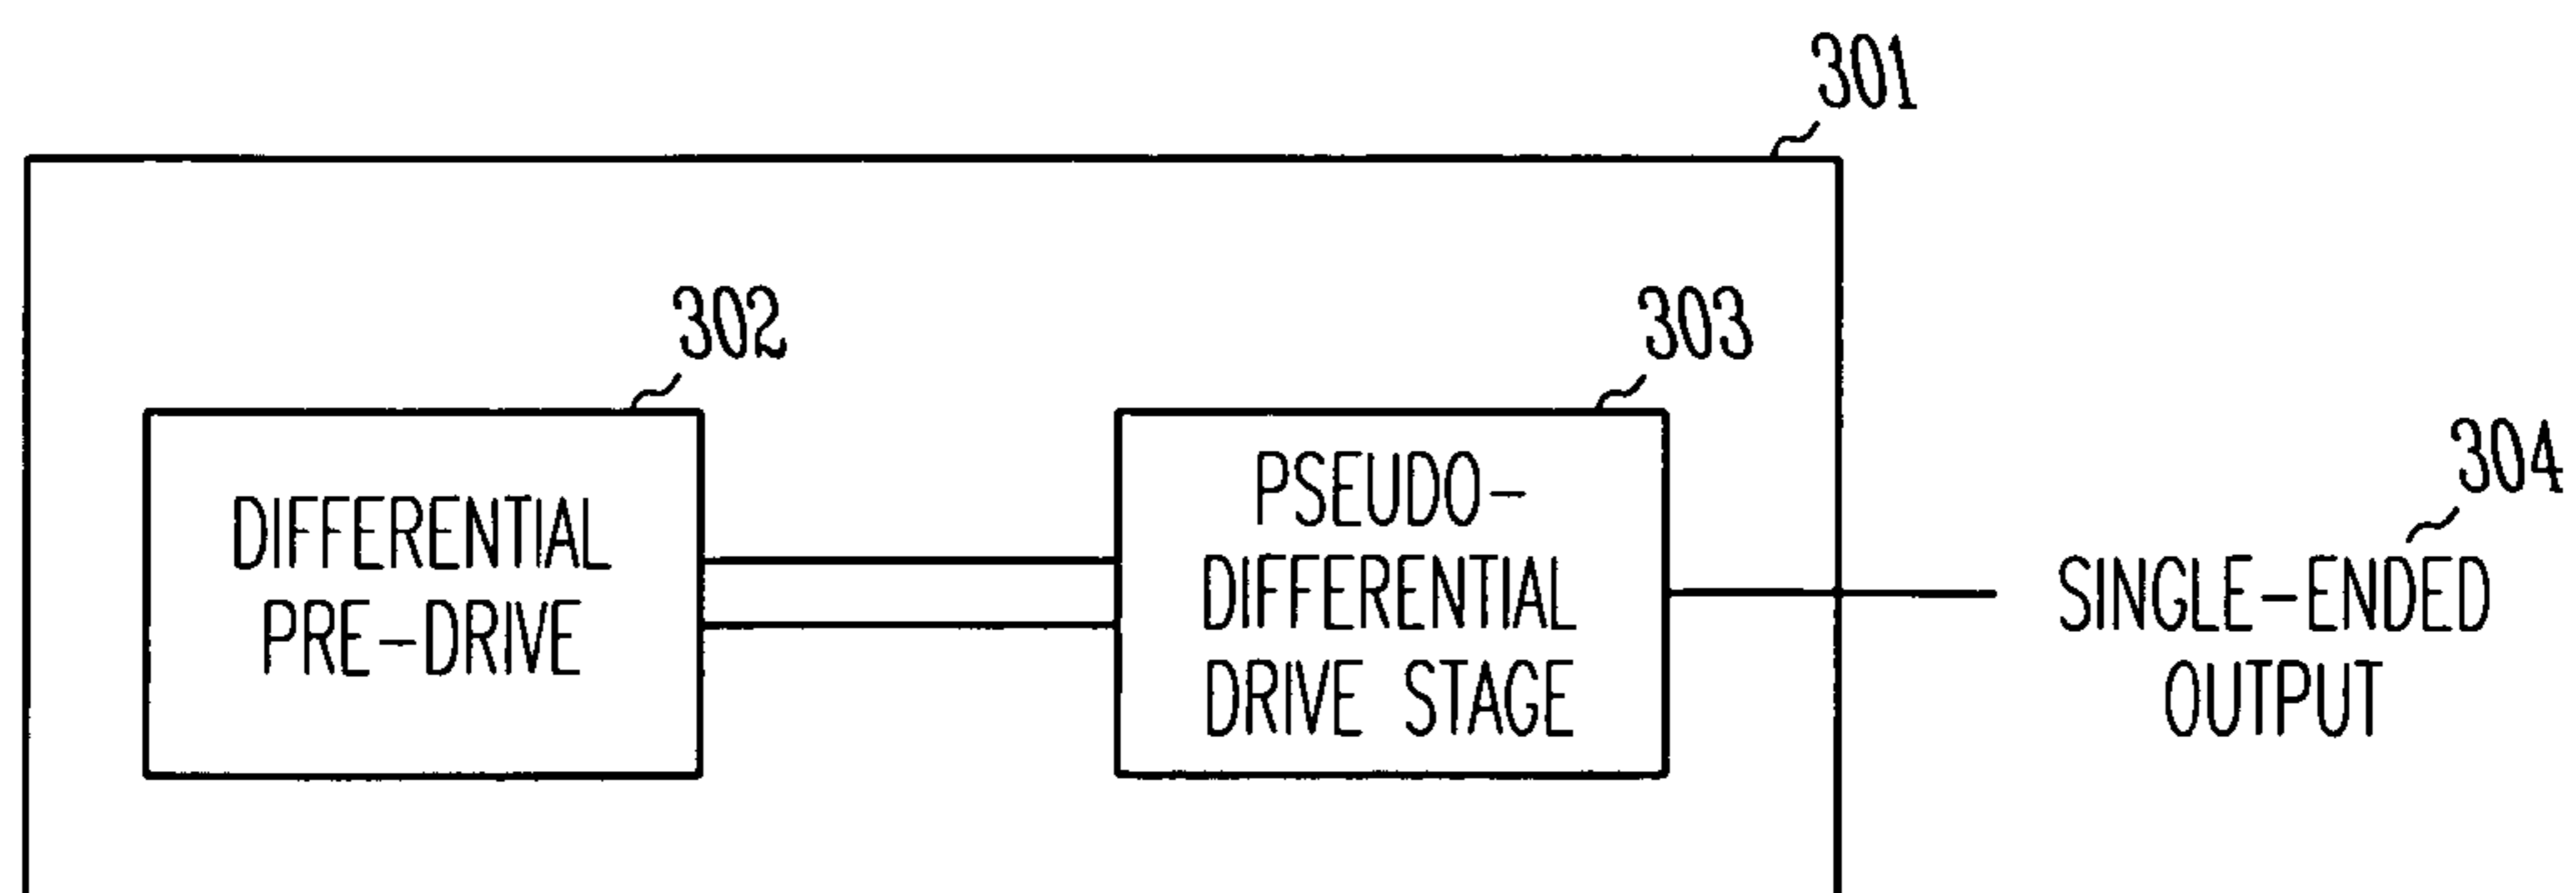 301
302
303
DIFFERENTIAL
PRE-DRIVE
PSEUDO-
DIFFERENTIAL
DRIVE STAGE
304
SINGLE-ENDED
OUTPUT